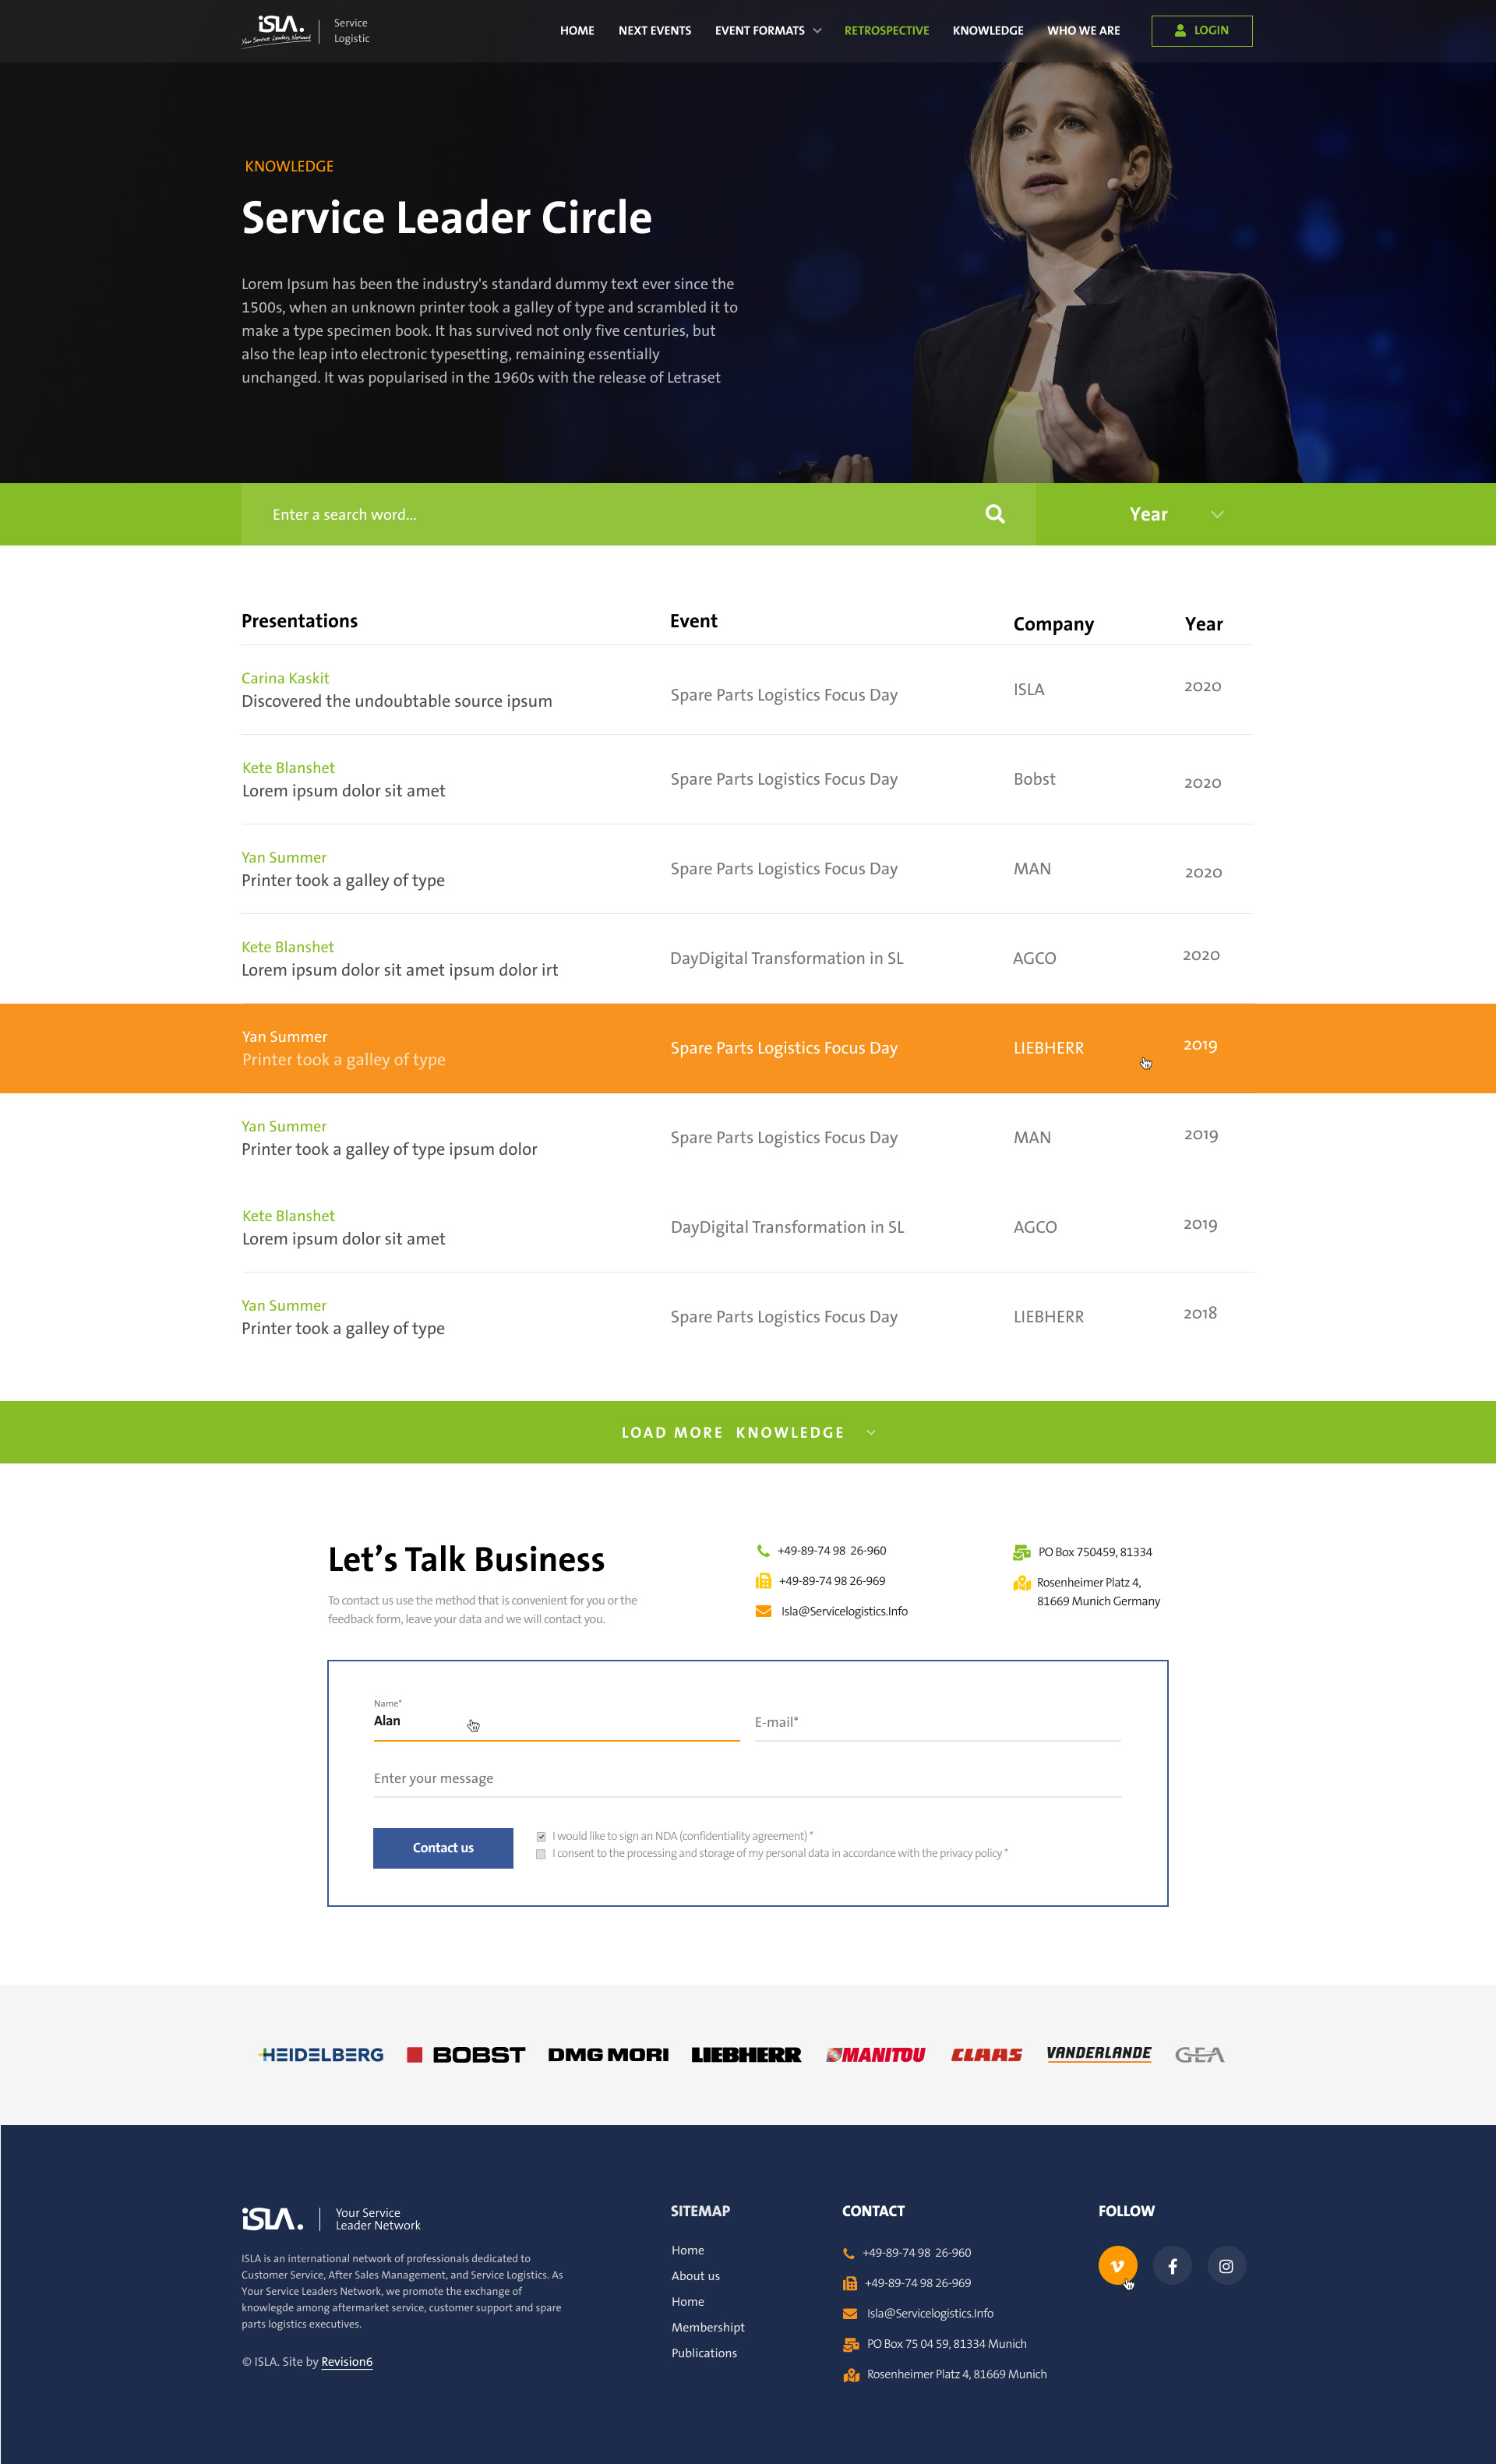 iSLA.
Your Service Leaders Network
Service
Logistic
HOME NEXT EVENTS EVENT FORMATS RETROSPECTIVE KNOWLEDGE WHO WE ARE LOGIN
KNOWLEDGE
Service Leader Circle
Lorem Ipsum has been the industry's standard dummy text ever since the
1500s, when an unknown printer took a galley of type and scrambled it to
make a type specimen book. It has survived not only five centuries, but
also the leap into electronic typesetting, remaining essentially
unchanged. It was popularised in the 1960s with the release of Letraset
Enter a search word... Year
Presentations Event Company Year
Carina Kaskit
Discovered the undoubtable source ipsum Spare Parts Logistics Focus Day ISLA 2020
Kete Blanshet
Lorem ipsum dolor sit amet Spare Parts Logistics Focus Day Bobst 2020
Yan Summer
Printer took a galley of type Spare Parts Logistics Focus Day MAN 2020
Kete Blanshet
Lorem ipsum dolor sit amet ipsum dolor irt DayDigital Transformation in SL AGCO 2020
Yan Summer
Printer took a galley of type Spare Parts Logistics Focus Day LIEBHERR 2019
Yan Summer
Printer took a galley of type ipsum dolor Spare Parts Logistics Focus Day MAN 2019
Kete Blanshet
Lorem ipsum dolor sit amet DayDigital Transformation in SL AGCO 2019
Yan Summer
Printer took a galley of type Spare Parts Logistics Focus Day LIEBHERR 2018
LOAD MORE KNOWLEDGE
Let's Talk Business
To contact us use the method that is convenient for you or the
feedback form, leave your data and we will contact you.
+49-89-74 98 26-960
+49-89-74 98 26-969
Isla@Servicelogistics.Info
PO Box 750459, 81334
Rosenheimer Platz 4,
81669 Munich Germany
Name*
Alan
E-mail*
Enter your message
Contact us
I would like to sign an NDA (confidentiality agreement) *
I consent to the processing and storage of my personal data in accordance with the privacy policy *
HEIDELBERG BOBST DMG MORI LIEBHERR MANITOU CLAAS VANDERLANDE GEA
iSLA.
Your Service
Leader Network
ISLA is an international network of professionals dedicated to
Customer Service, After Sales Management, and Service Logistics. As
Your Service Leaders Network, we promote the exchange of
knowlegde among aftermarket service, customer support and spare
parts logistics executives.
© ISLA. Site by Revision6
SITEMAP
Home
About us
Home
Membershipt
Publications
CONTACT
+49-89-74 98 26-960
+49-89-74 98 26-969
Isla@Servicelogistics.Info
PO Box 75 04 59, 81334 Munich
Rosenheimer Platz 4, 81669 Munich
FOLLOW